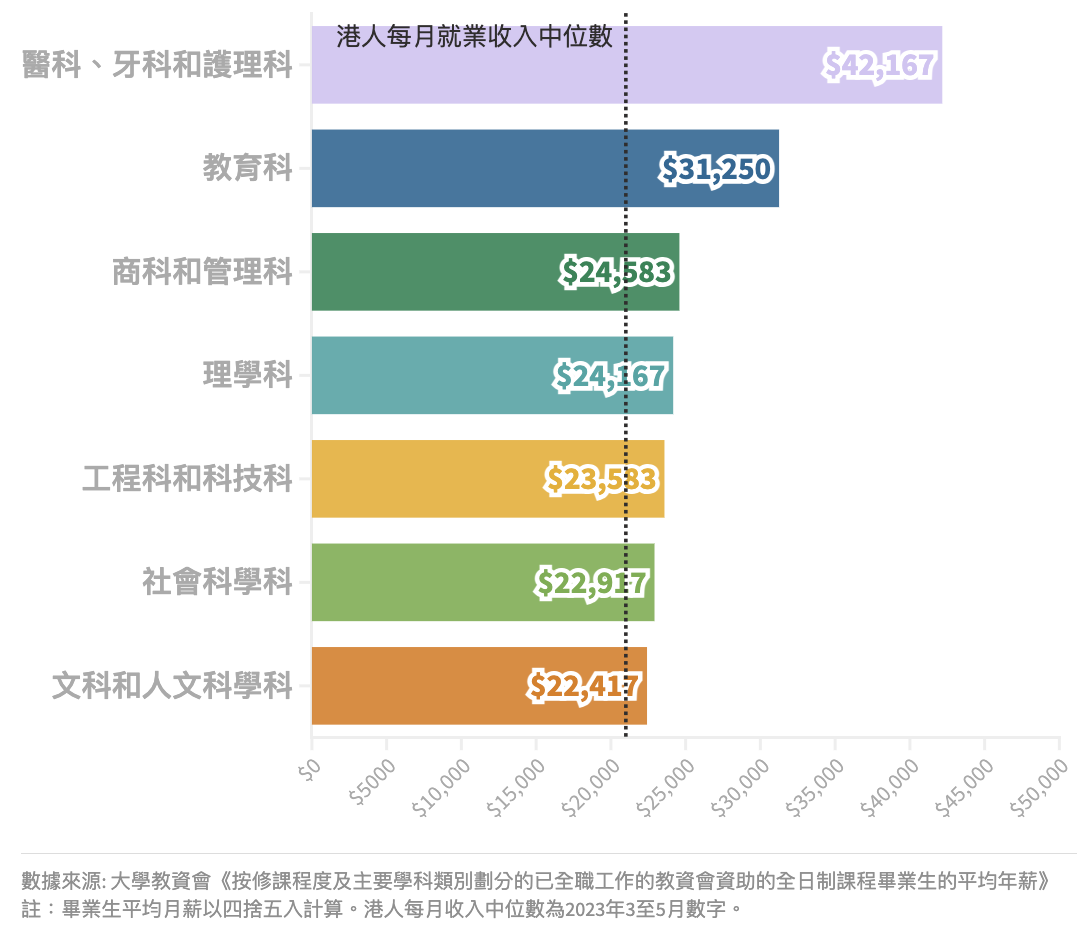 港人每月就業收入中位數
醫科、牙科和護理科
$42,167
教育科
$31,250
商科和管理科
$24,583
理學科
$24,167
工程科和科技科
$23,583
社會科學科
$22,917
文科和人文科學科
$22,417
$0
$5000
$10,000
$15,000
$20,000
$25,000
$30,000
$35,000
$40,000
$45,000
$50,000
數據來源: 大學教資會《按修課程度及主要學科類別劃分的已全職工作的教資會資助的全日制課程畢業生的平均年薪》
註：畢業生平均月薪以四捨五入計算。港人每月收入中位數為2023年3至5月數字。